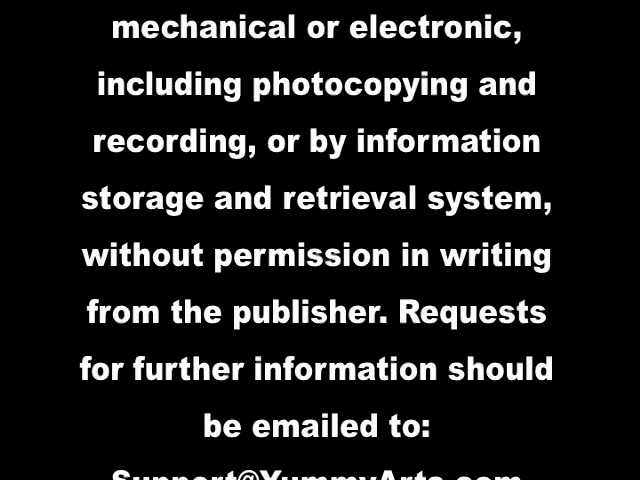 mechanical or electronic,
including photocopying and
recording, or by information
storage and retrieval system,
without permission in writing
from the publisher. Requests
for further information should
be emailed to:
Support@YummyArts.com